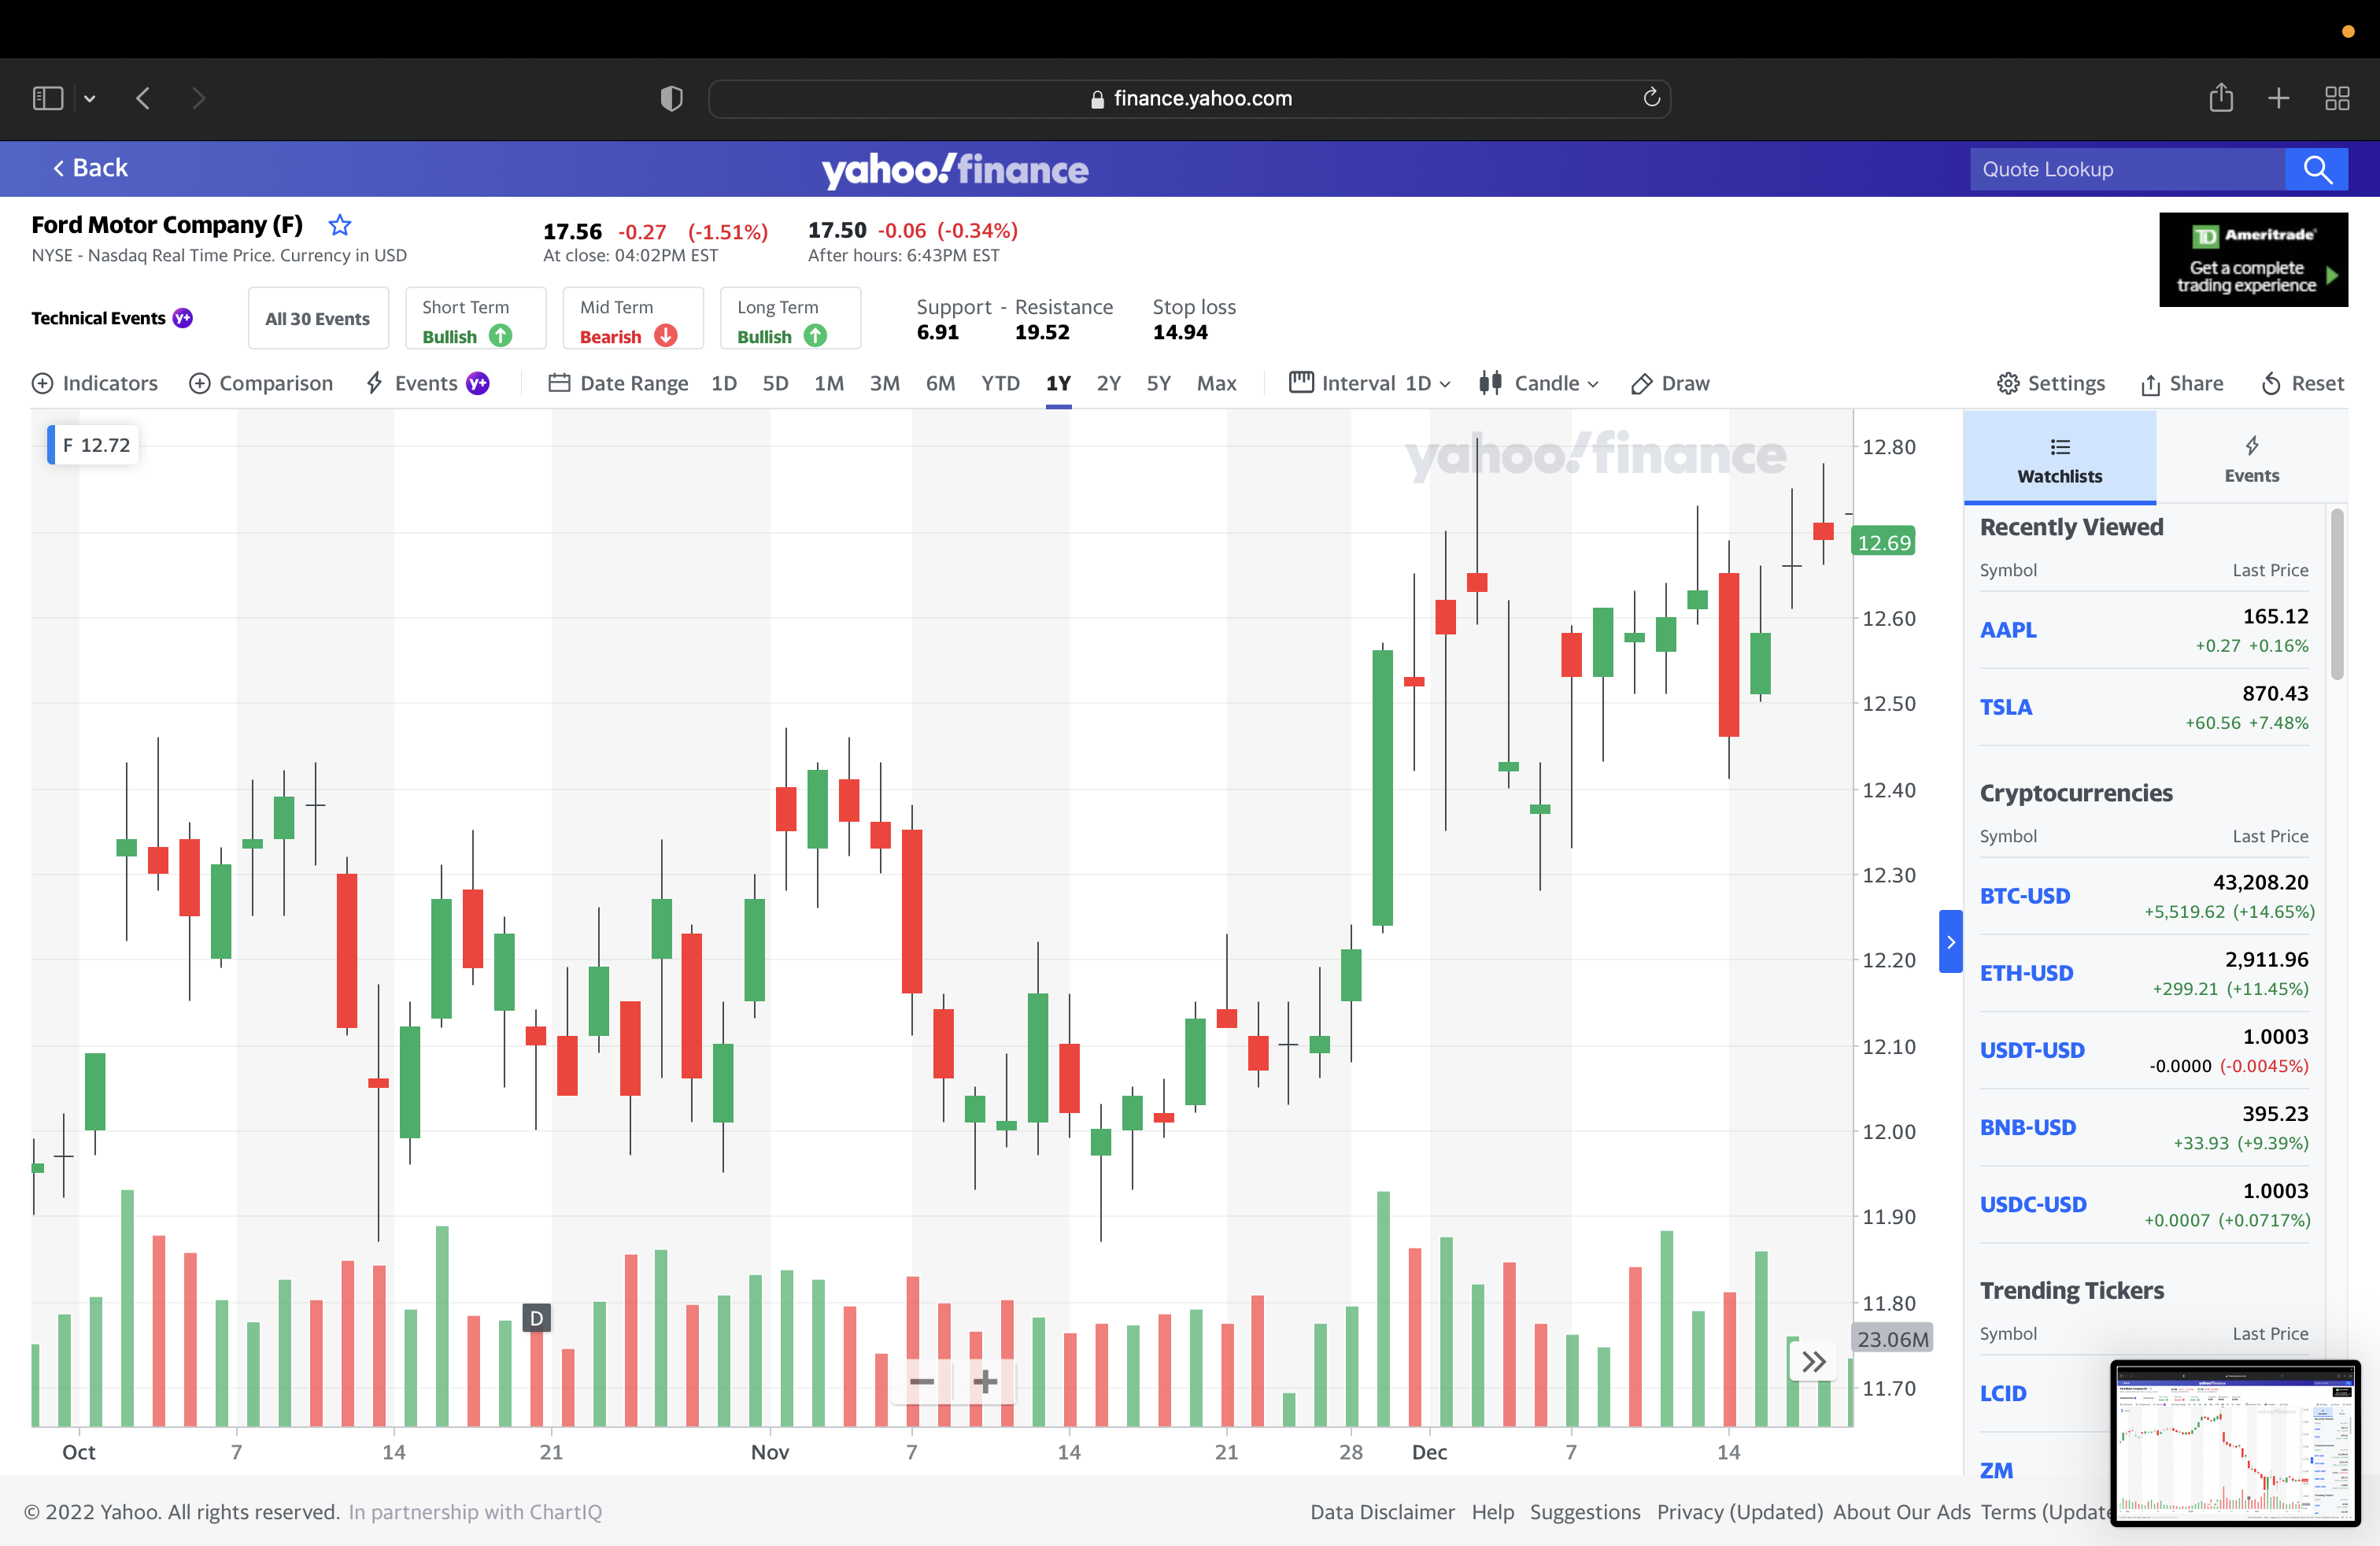 finance.yahoo.com
Back
yahoo!finance
Quote Lookup
Ford Motor Company (F)
NYSE - Nasdaq Real Time Price. Currency in USD
17.56 -0.27 (-1.51%)
At close: 04:02PM EST
17.50 -0.06 (-0.34%)
After hours: 6:43PM EST
TD Ameritrade
Get a complete
trading experience
Technical Events y+
All 30 Events
Short Term
Bullish
Mid Term
Bearish
Long Term
Bullish
Support - Resistance
6.91 19.52
Stop loss
14.94
Indicators Comparison Events y+ Date Range 1D 5D 1M 3M 6M YTD 1Y 2Y 5Y Max Interval 1D Candle Draw Settings Share Reset
F 12.72
yahoo!finance
12.80
12.69
12.60
12.50
12.40
12.30
12.20
12.10
12.00
11.90
11.80
23.06M
11.70
D
Oct 7 14 21 Nov 7 14 21 28 Dec 7 14
Watchlists
Events
Recently Viewed
Symbol Last Price
AAPL 165.12
+0.27 +0.16%
TSLA 870.43
+60.56 +7.48%
Cryptocurrencies
Symbol Last Price
BTC-USD 43,208.20
+5,519.62 (+14.65%)
ETH-USD 2,911.96
+299.21 (+11.45%)
USDT-USD 1.0003
-0.0000 (-0.0045%)
BNB-USD 395.23
+33.93 (+9.39%)
USDC-USD 1.0003
+0.0007 (+0.0717%)
Trending Tickers
Symbol Last Price
LCID
ZM
© 2022 Yahoo. All rights reserved. In partnership with ChartIQ
Data Disclaimer Help Suggestions Privacy (Updated) About Our Ads Terms (Update